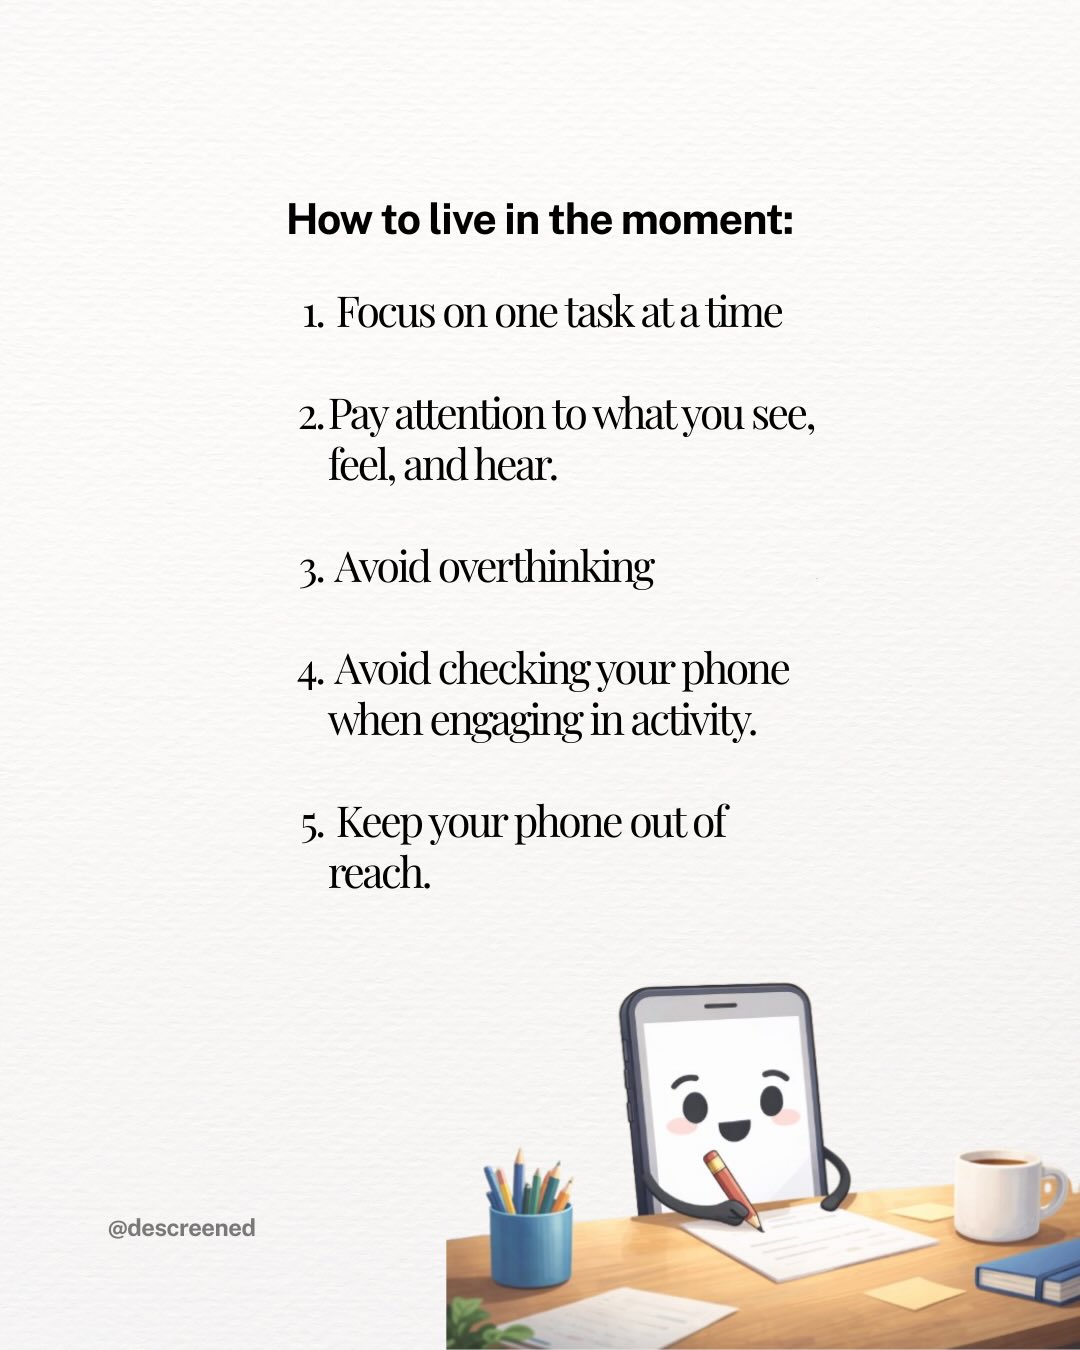 How to live in the moment:
1. Focus on one task at a time
2. Pay attention to what you see,
feel, and hear.
3. Avoid overthinking
4. Avoid checking your phone
when engaging in activity.
5. Keep your phone out of
reach.
@descreened